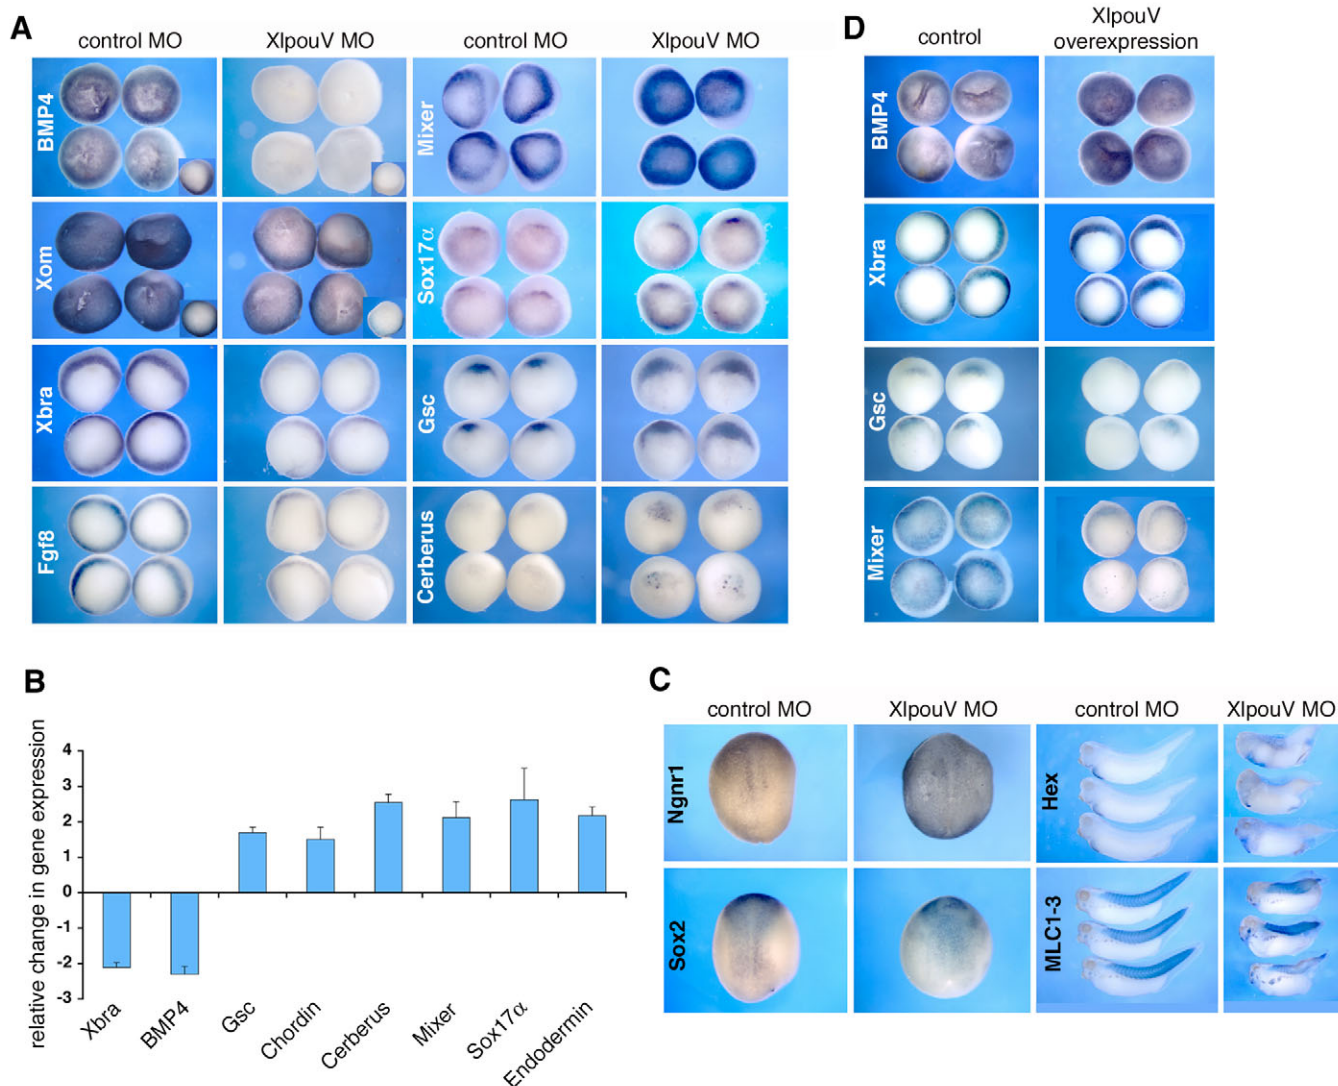 A
control MO
XlpouV MO
control MO
XlpouV MO
BMP4
Mixer
Xom
Sox17α
Xbra
Gsc
Fgf8
Cerberus
D
control
XlpouV
overexpression
BMP4
Xbra
Gsc
Mixer
B
relative change in gene expression
4
3
2
1
0
-1
-2
-3
Xbra
BMP4
Gsc
Chordin
Cerberus
Mixer
Sox17α
Endodermin
C
control MO
XlpouV MO
control MO
XlpouV MO
Ngnr1
Hex
Sox2
MLC1-3